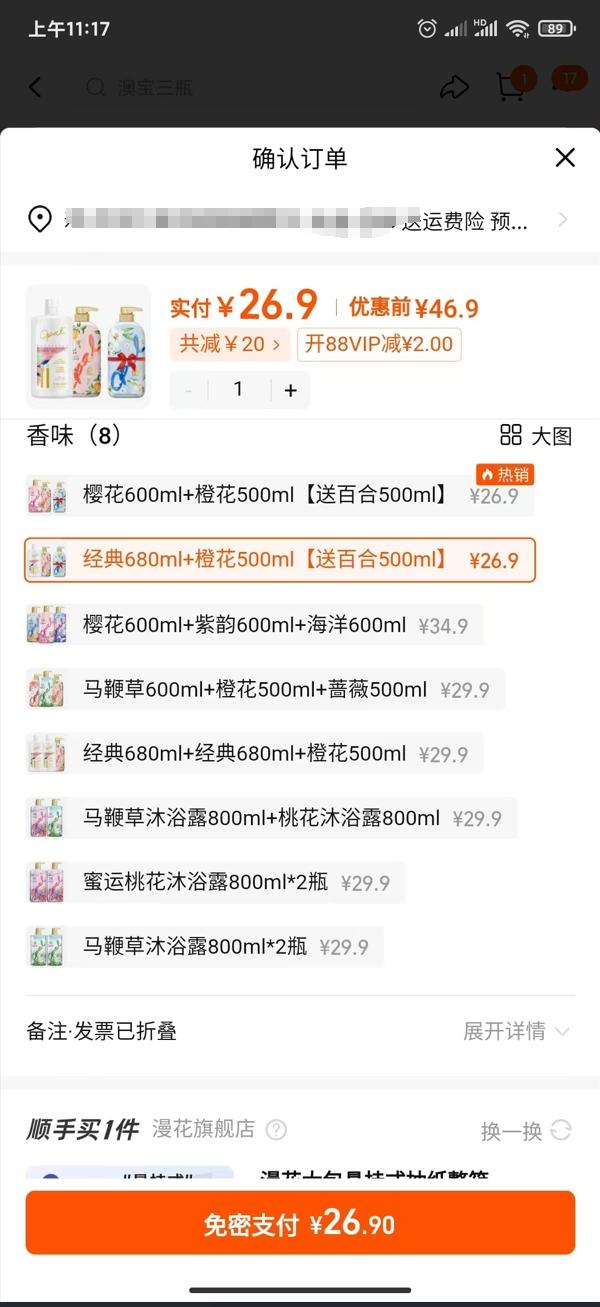 上午11:17
HD
89
澳宝三瓶
1
17
确认订单
送运费险 预...
实付￥26.9 优惠前¥46.9
共减￥20 > 开88VIP减¥2.00
- 1 +
香味（8） 大图
热销
樱花600ml+橙花500ml【送百合500ml】 ¥26.9
经典680ml+橙花500ml【送百合500ml】 ¥26.9
樱花600ml+紫韵600ml+海洋600ml ¥34.9
马鞭草600ml+橙花500ml+蔷薇500ml ¥29.9
经典680ml+经典680ml+橙花500ml ¥29.9
马鞭草沐浴露800ml+桃花沐浴露800ml ¥29.9
蜜运桃花沐浴露800ml*2瓶 ¥29.9
马鞭草沐浴露800ml*2瓶 ¥29.9
备注·发票已折叠 展开详情
顺手买1件 漫花旗舰店 ? 换一换
免密支付 ¥26.90